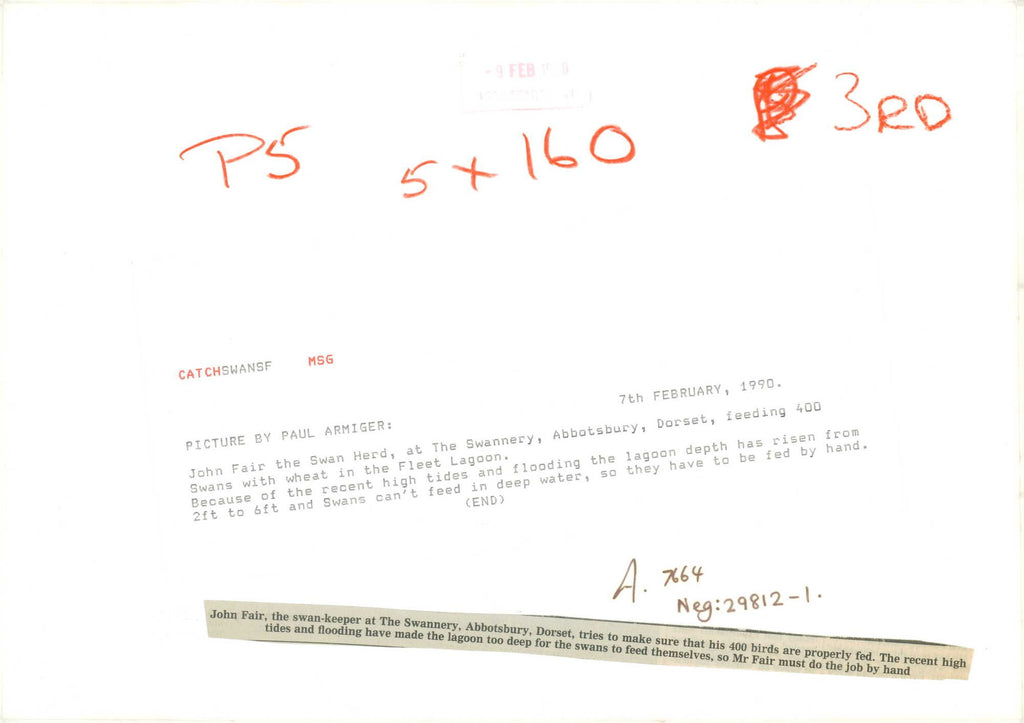 - 9 FEB
P5
5 x 160
3RD
CATCHSWANSF MSG
7th FEBRUARY, 1990.
PICTURE BY PAUL ARMIGER:
John Fair the Swan Herd, at The Swannery, Abbotsbury, Dorset, feeding 400
Swans with wheat in the Fleet Lagoon.
Because of the recent high tides and flooding the lagoon depth has risen from
2ft to 6ft and Swans can't feed in deep water, so they have to be fed by hand.
(END)
A. 7664
Neg:29812-1.
John Fair, the swan-keeper at The Swannery, Abbotsbury, Dorset, tries to make sure that his 400 birds are properly fed. The recent high
tides and flooding have made the lagoon too deep for the swans to feed themselves, so Mr Fair must do the job by hand